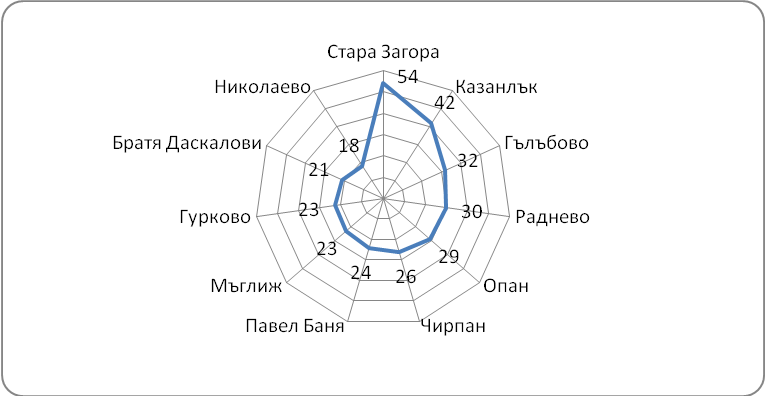 Стара Загора
54
Николаево
Казанлък
42
Братя Даскалови
18
Гълъбово
32
21
Гурково
23
30
Раднево
23
29
Мъглиж
24
26
Опан
Павел Баня
Чирпан